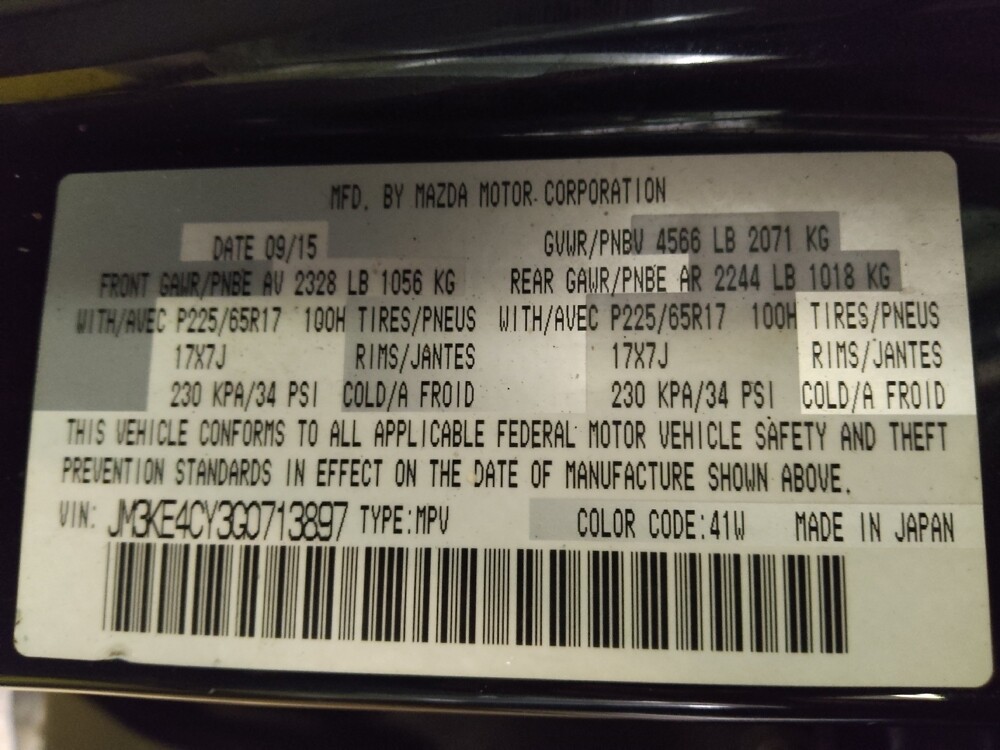 MFD. BY MAZDA MOTOR CORPORATION
DATE 09/15 GVWR/PNBV 4566 LB 2071 KG
FRONT GAWR/PNBE AV 2328 LB 1056 KG REAR GAWR/PNBE AR 2244 LB 1018 KG
WITH/AVEC P225/65R17 100H TIRES/PNEUS WITH/AVEC P225/65R17 100H TIRES/PNEUS
17X7J RIMS/JANTES 17X7J RIMS/JANTES
230 KPA/34 PSI COLD/A FROID 230 KPA/34 PSI COLD/A FROID
THIS VEHICLE CONFORMS TO ALL APPLICABLE FEDERAL MOTOR VEHICLE SAFETY AND THEFT
PREVENTION STANDARDS IN EFFECT ON THE DATE OF MANUFACTURE SHOWN ABOVE.
VIN: JM3KE4CY3G0713897 TYPE:MPV COLOR CODE:41W MADE IN JAPAN